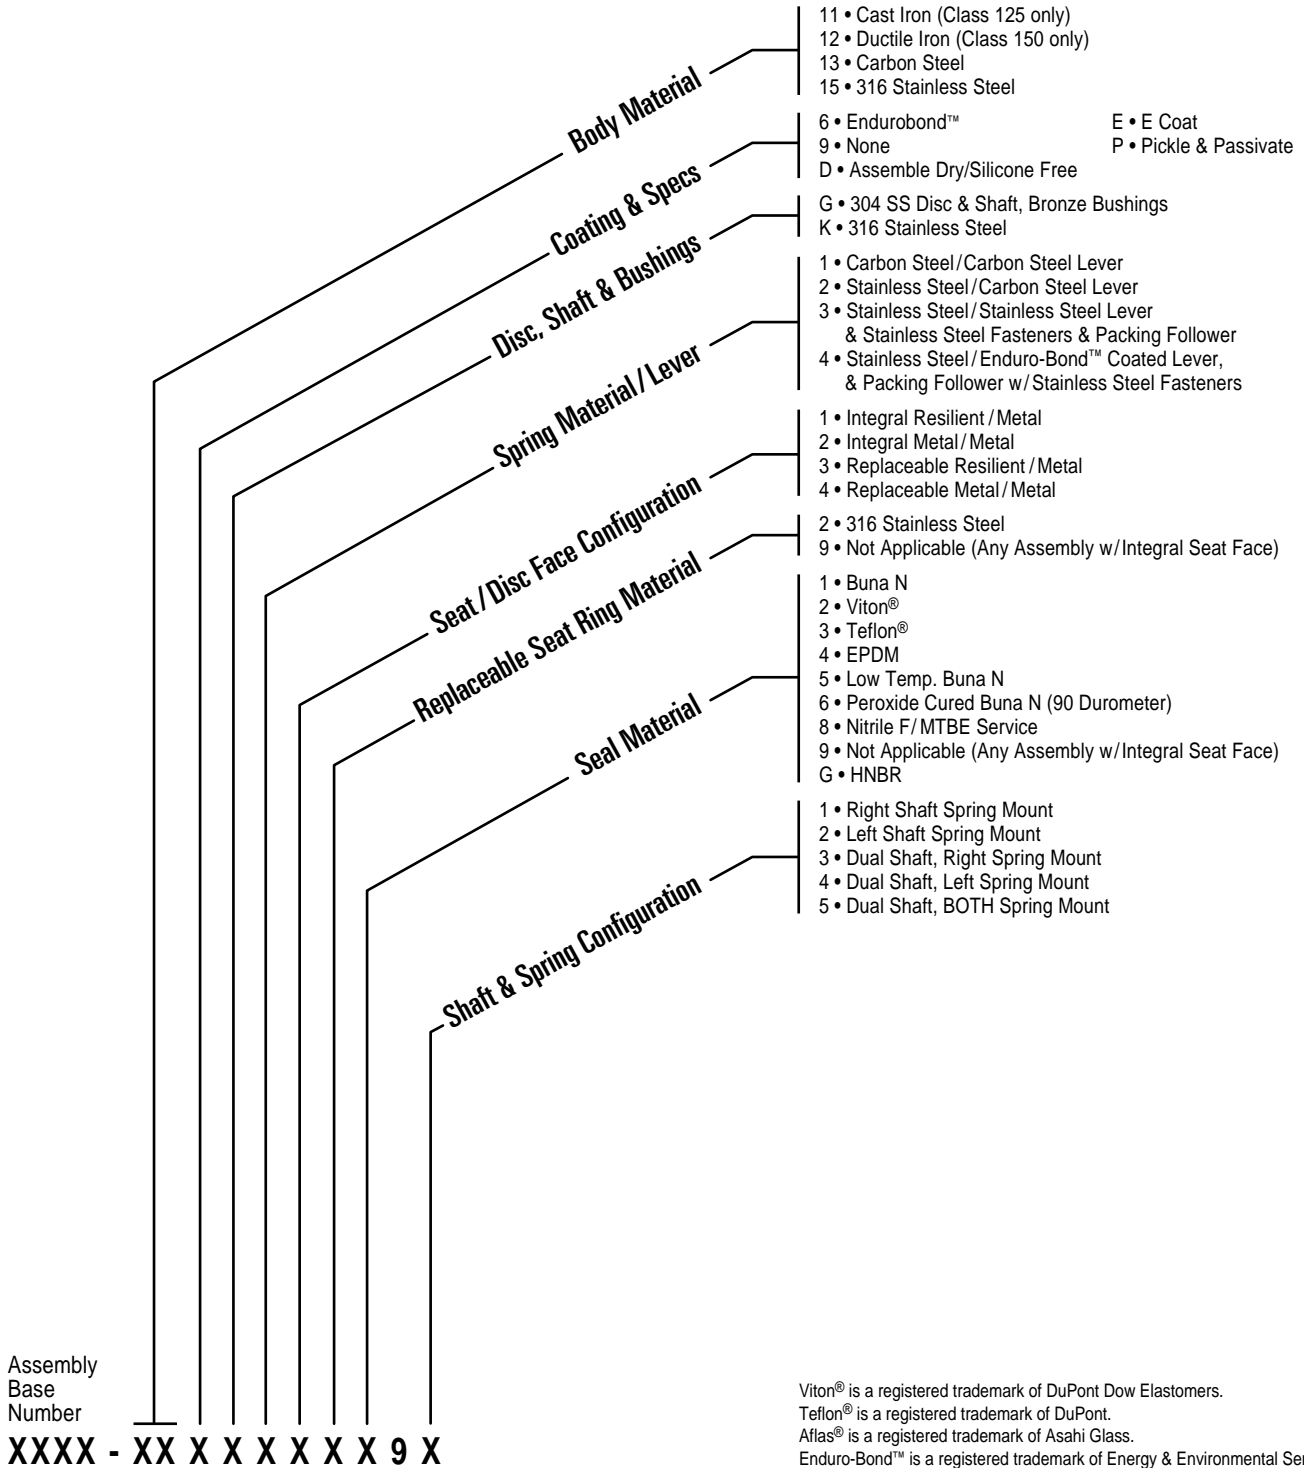 11 • Cast Iron (Class 125 only)
12 • Ductile Iron (Class 150 only)
13 • Carbon Steel
15 • 316 Stainless Steel
Body Material
6 • Endurobond™ E • E Coat
9 • None P • Pickle & Passivate
D • Assemble Dry/Silicone Free
Coating & Specs
G • 304 SS Disc & Shaft, Bronze Bushings
K • 316 Stainless Steel
Disc, Shaft & Bushings
1 • Carbon Steel/Carbon Steel Lever
2 • Stainless Steel/Carbon Steel Lever
3 • Stainless Steel/Stainless Steel Lever
& Stainless Steel Fasteners & Packing Follower
4 • Stainless Steel/Enduro-Bond™ Coated Lever,
& Packing Follower w/Stainless Steel Fasteners
Spring Material/Lever
1 • Integral Resilient/Metal
2 • Integral Metal/Metal
3 • Replaceable Resilient/Metal
4 • Replaceable Metal/Metal
Seat/Disc Face Configuration
2 • 316 Stainless Steel
9 • Not Applicable (Any Assembly w/Integral Seat Face)
Replaceable Seat Ring Material
1 • Buna N
2 • Viton®
3 • Teflon®
4 • EPDM
5 • Low Temp. Buna N
6 • Peroxide Cured Buna N (90 Durometer)
8 • Nitrile F/MTBE Service
9 • Not Applicable (Any Assembly w/Integral Seat Face)
G • HNBR
Seal Material
1 • Right Shaft Spring Mount
2 • Left Shaft Spring Mount
3 • Dual Shaft, Right Spring Mount
4 • Dual Shaft, Left Spring Mount
5 • Dual Shaft, BOTH Spring Mount
Shaft & Spring Configuration
Assembly
Base
Number
XXXX - XX X X X X X X 9 X
Viton® is a registered trademark of DuPont Dow Elastomers.
Teflon® is a registered trademark of DuPont.
Aflas® is a registered trademark of Asahi Glass.
Enduro-Bond™ is a registered trademark of Energy & Environmental